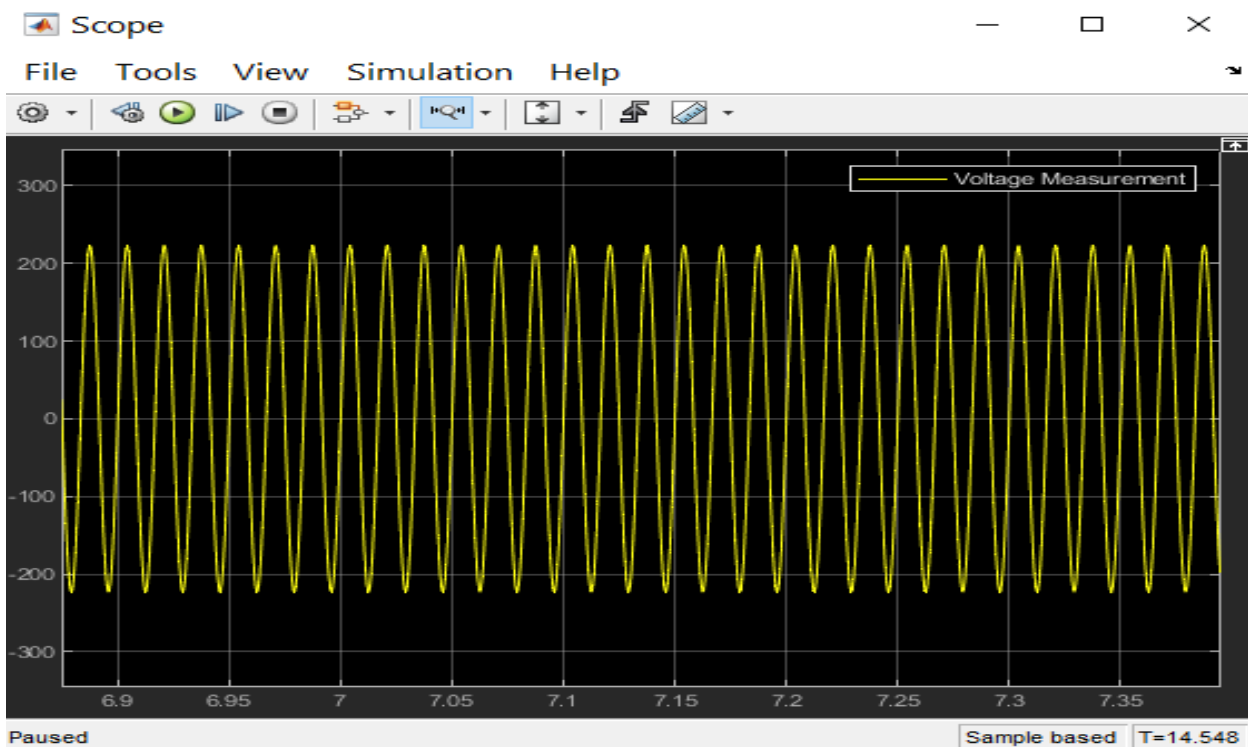 Scope
File Tools View Simulation Help
Voltage Measurement
300
200
100
0
-100
-200
-300
6.9 6.95 7 7.05 7.1 7.15 7.2 7.25 7.3 7.35
Paused Sample based T=14.548